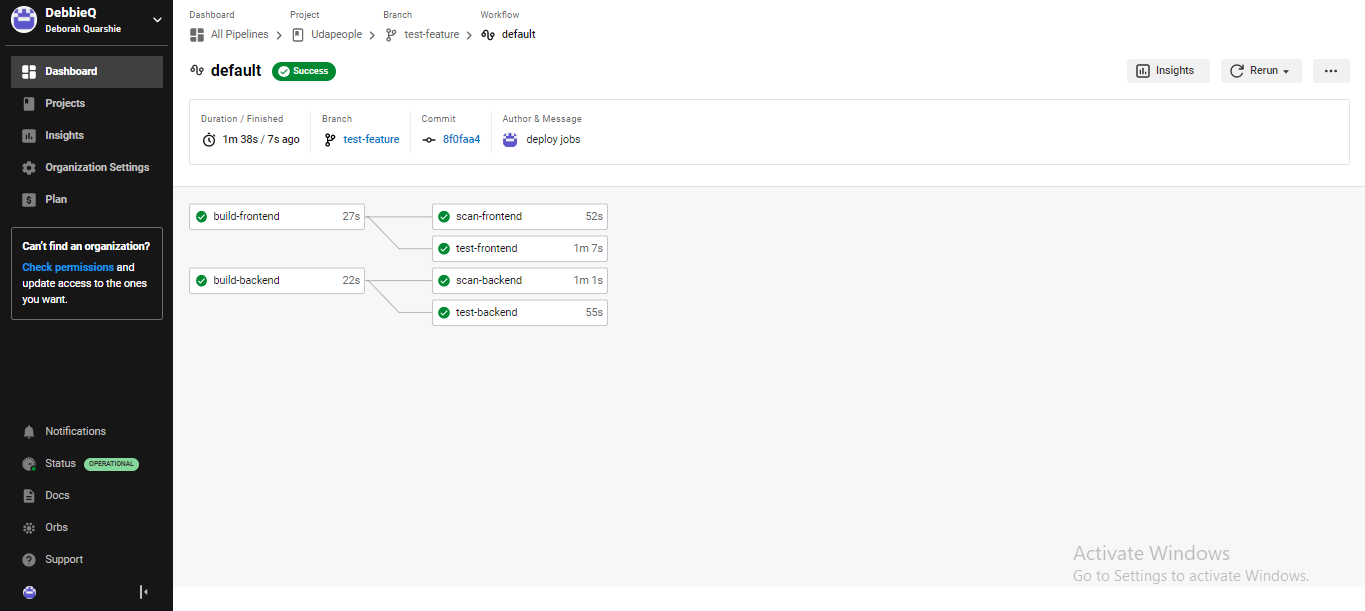 DebbieQ
Deborah Quarshie
Dashboard
Projects
Insights
Organization Settings
Plan
Can't find an organization?
Check permissions and
update access to the ones
you want.
Notifications
Status OPERATIONAL
Docs
Orbs
Support
Dashboard Project Branch Workflow
All Pipelines Udapeople test-feature default
default Success Insights Rerun
Duration / Finished Branch Commit Author & Message
1m 38s / 7s ago test-feature 8f0faa4 deploy jobs
build-frontend 27s scan-frontend 52s
test-frontend 1m 7s
build-backend 22s scan-backend 1m 1s
test-backend 55s
Activate Windows
Go to Settings to activate Windows.